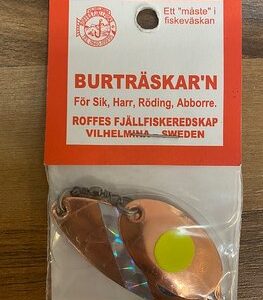 Ett "måste" i
fiskeväskan
BURTRÄSKAR'N
För Sik, Harr, Röding, Abborre.
ROFFES FJÄLLFISKEREDSKAP
VILHELMINA – SWEDEN